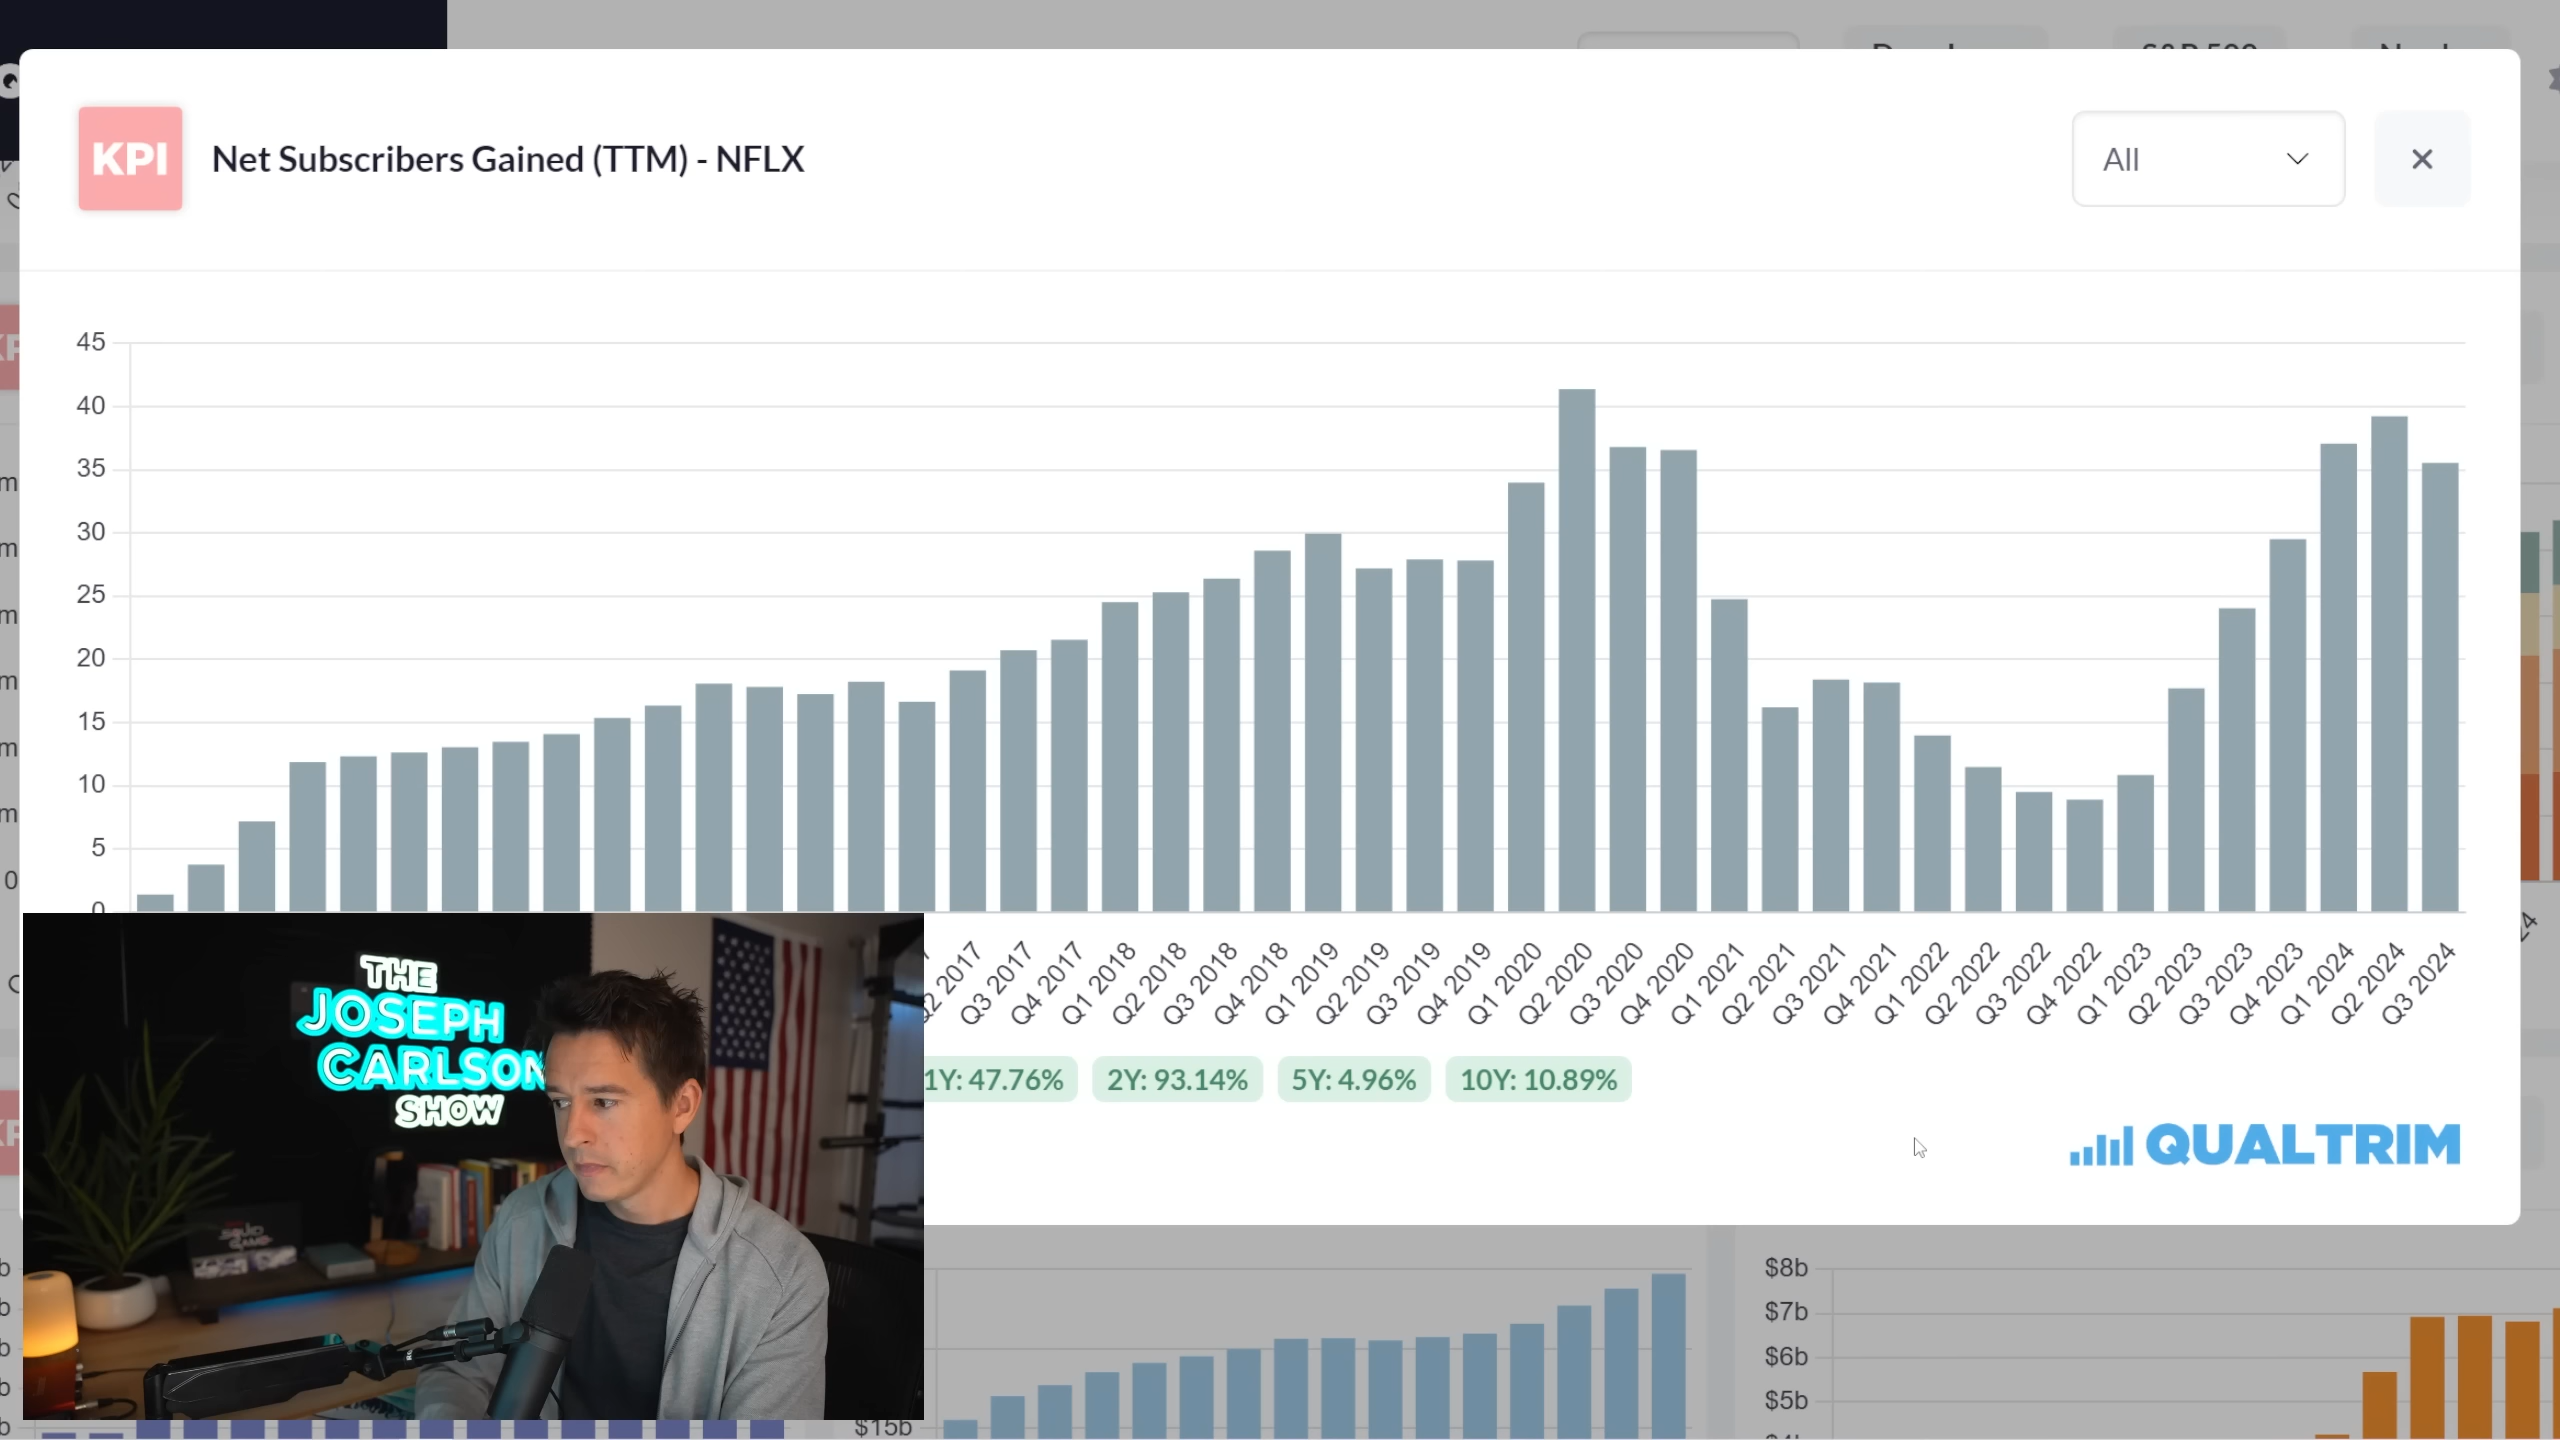 KPI
Net Subscribers Gained (TTM) - NFLX
All
45
40
35
30
25
20
15
10
5
0
Q2 2017
Q3 2017
Q4 2017
Q1 2018
Q2 2018
Q3 2018
Q4 2018
Q1 2019
Q2 2019
Q3 2019
Q4 2019
Q1 2020
Q2 2020
Q3 2020
Q4 2020
Q1 2021
Q2 2021
Q3 2021
Q4 2021
Q1 2022
Q2 2022
Q3 2022
Q4 2022
Q1 2023
Q2 2023
Q3 2023
Q4 2023
Q1 2024
Q2 2024
Q3 2024
1Y: 47.76%
2Y: 93.14%
5Y: 4.96%
10Y: 10.89%
QUALTRIM
THE
JOSEPH
CARLSON
SHOW
$15b
$8b
$7b
$6b
$5b